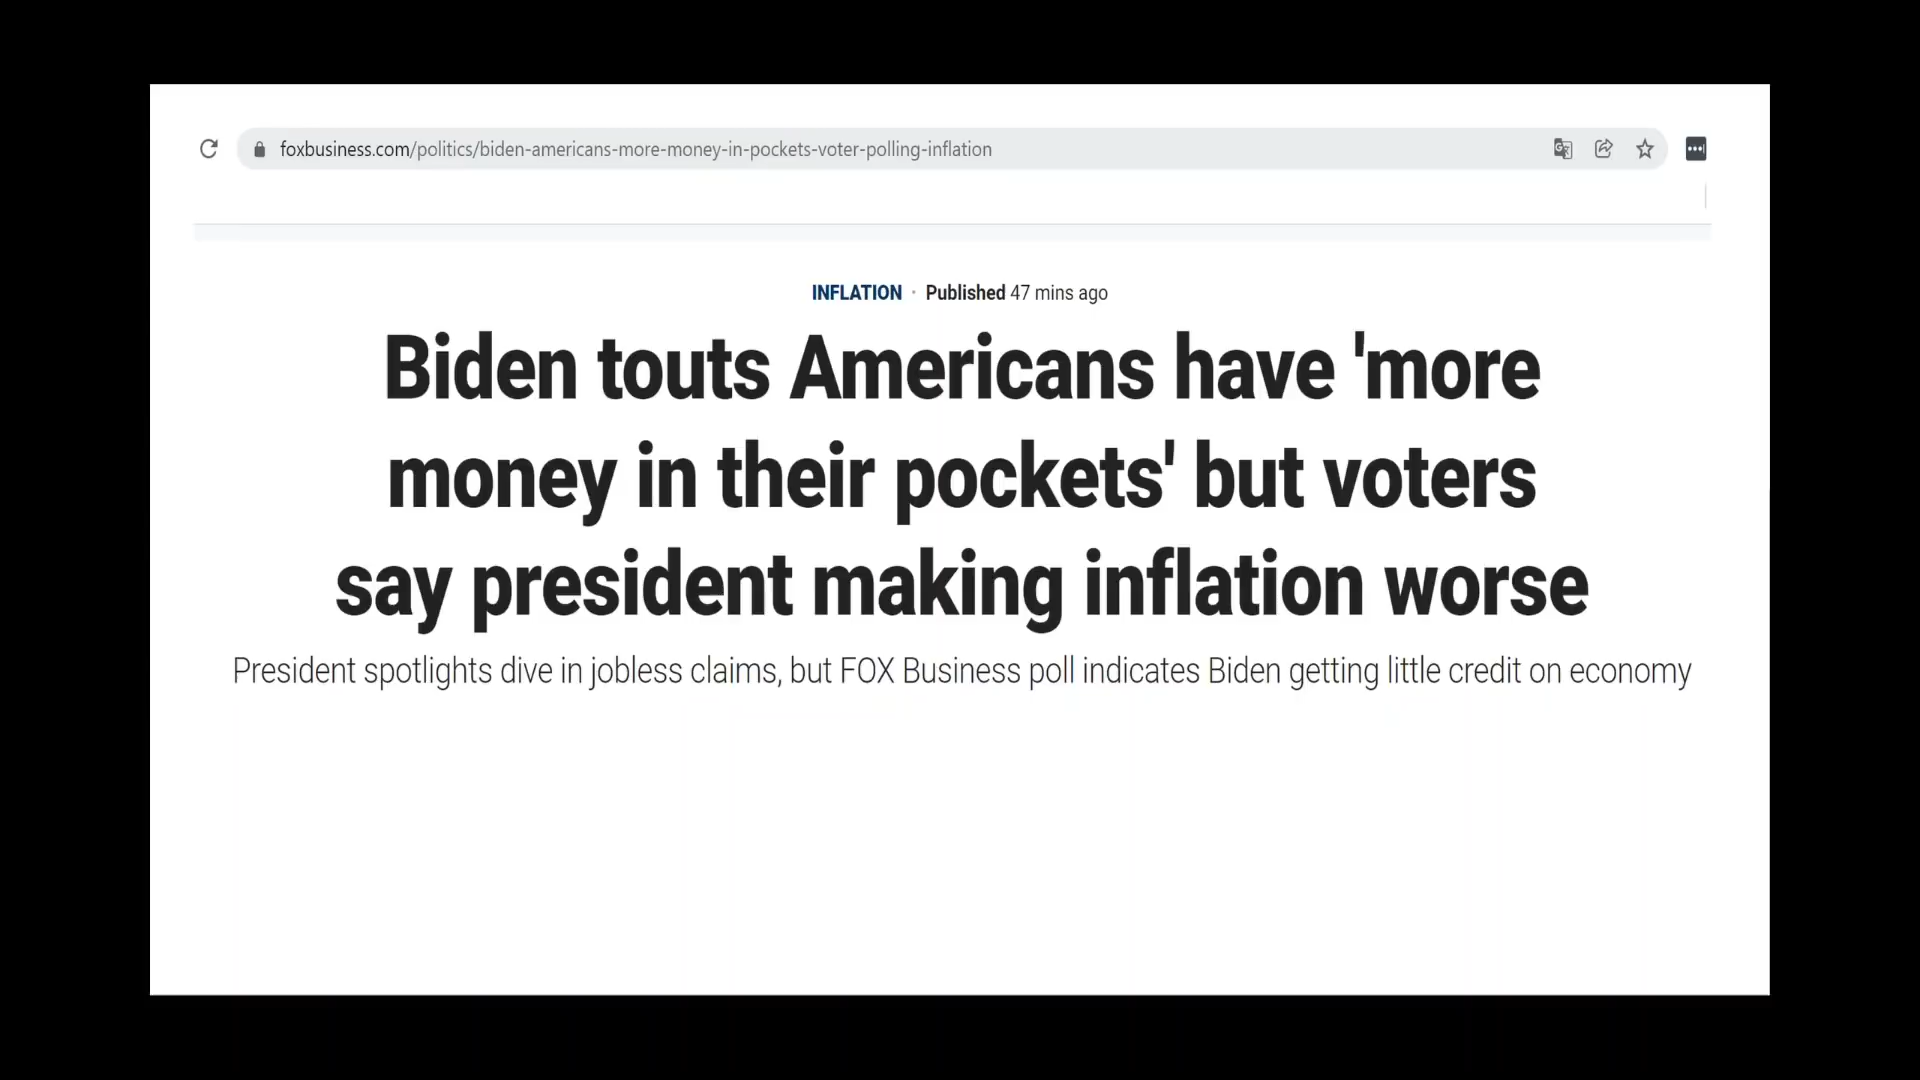 foxbusiness.com/politics/biden-americans-more-money-in-pockets-voter-polling-inflation
INFLATION · Published 47 mins ago
Biden touts Americans have 'more
money in their pockets' but voters
say president making inflation worse
President spotlights dive in jobless claims, but FOX Business poll indicates Biden getting little credit on economy